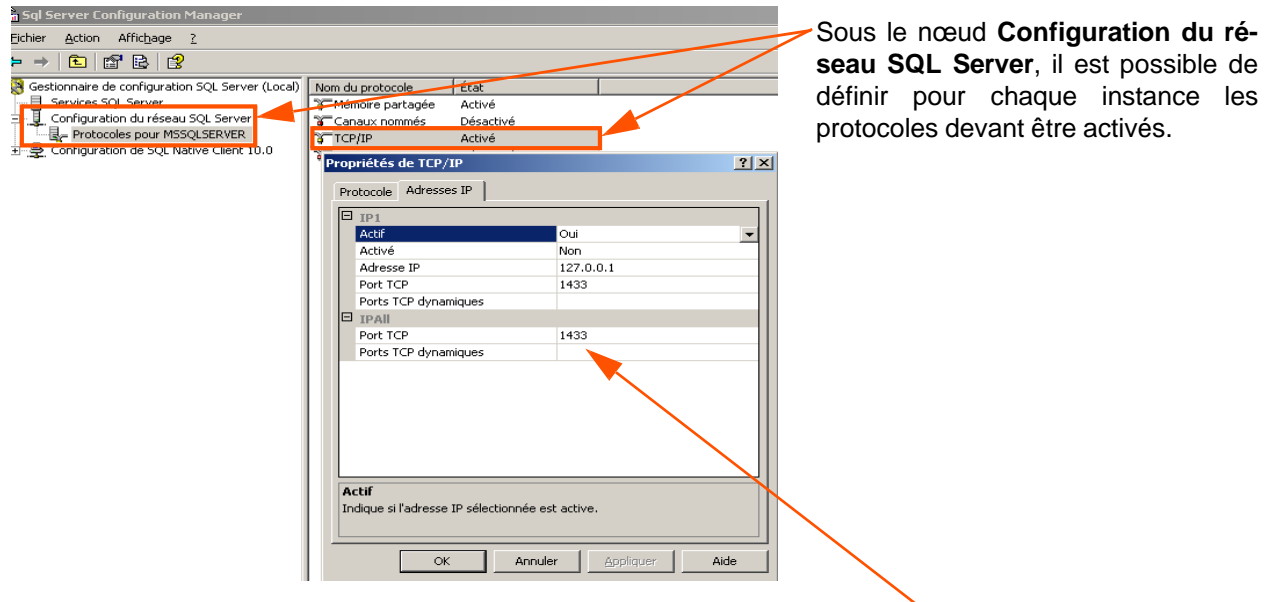 Sql Server Configuration Manager
Fichier Action Affichage ?
Gestionnaire de configuration SQL Server (Local)
Services SQL Server
Configuration du réseau SQL Server
Protocoles pour MSSQLSERVER
Configuration de SQL Native Client 10.0
Nom du protocole État
Mémoire partagée Activé
Canaux nommés Désactivé
TCP/IP Activé
Propriétés de TCP/IP
Protocole Adresses IP
IP1
Actif Oui
Activé Non
Adresse IP 127.0.0.1
Port TCP 1433
Ports TCP dynamiques
IPAll
Port TCP 1433
Ports TCP dynamiques
Actif
Indique si l'adresse IP sélectionnée est active.
OK Annuler Appliquer Aide
Sous le nœud Configuration du ré-
seau SQL Server, il est possible de
définir pour chaque instance les
protocoles devant être activés.